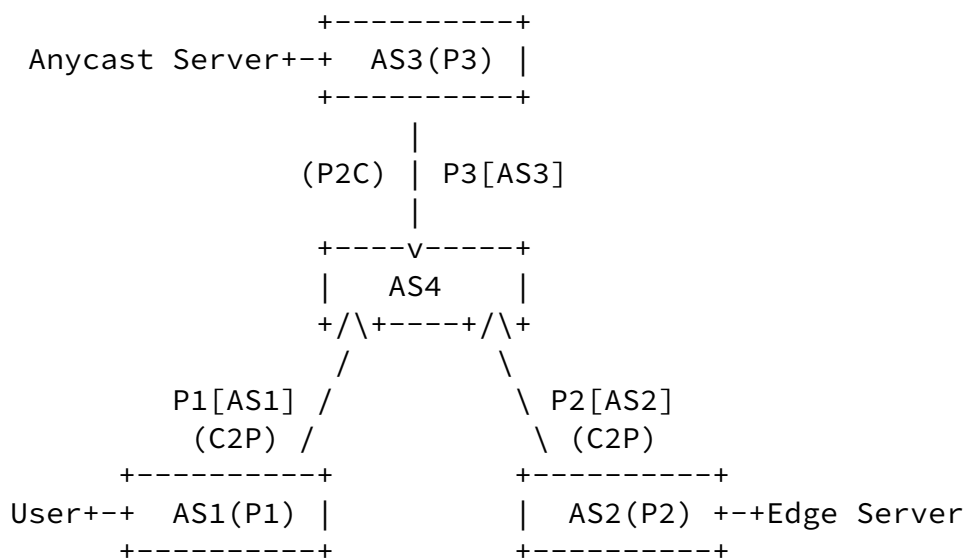 +----------+
 Anycast Server+-+  AS3(P3) |
                +----------+
                     |
               (P2C) | P3[AS3]
                     |
                +----v-----+
                |   AS4    |
                +/\+----+/\+
                 /        \
        P1[AS1] /          \ P2[AS2]
         (C2P) /            \ (C2P)
      +----------+          +----------+
User+-+  AS1(P1) |          |  AS2(P2) +-+Edge Server
      +----------+          +----------+